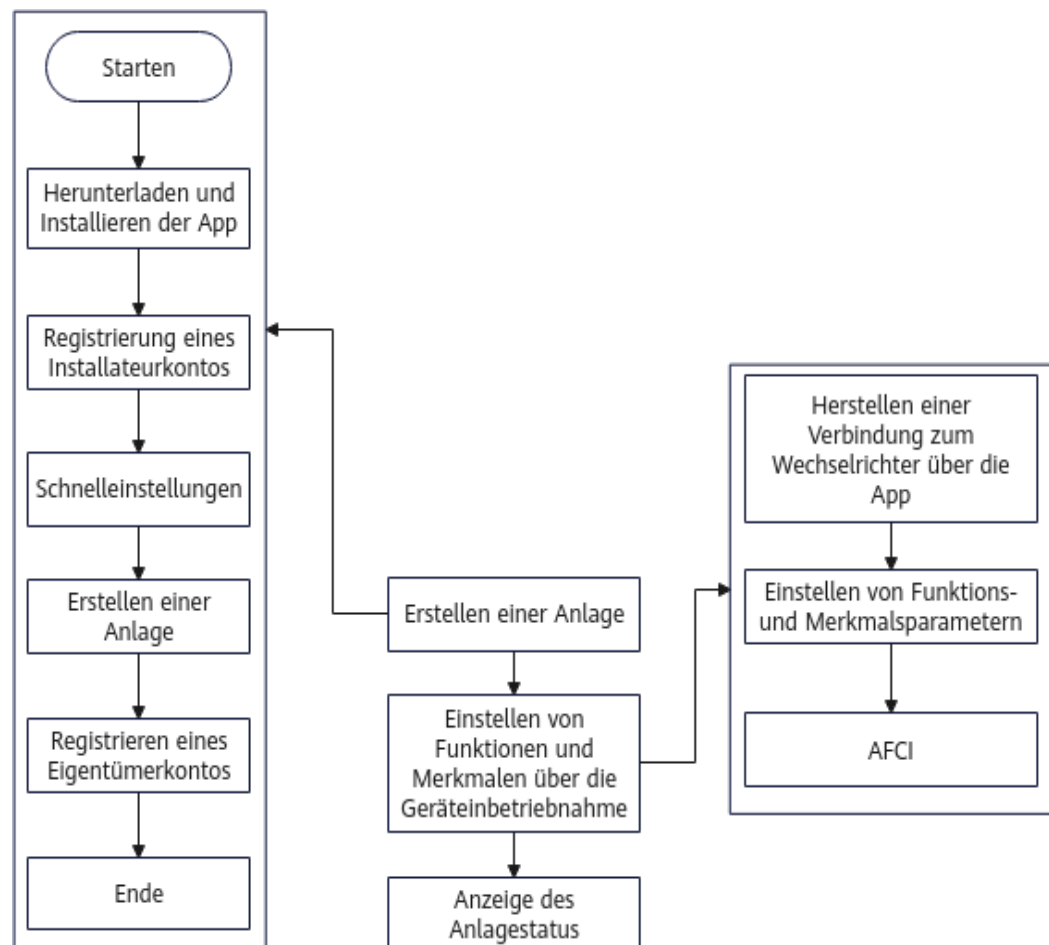 Starten
Herunterladen und
Installieren der App
Registrierung eines
Installateurkontos
Schnelleinstellungen
Erstellen einer
Anlage
Registrieren eines
Eigentümerkontos
Ende
Erstellen einer Anlage
Einstellen von
Funktionen und
Merkmalen über die
Geräteinbetriebnahme
Anzeige des
Anlagestatus
Herstellen einer
Verbindung zum
Wechselrichter über die
App
Einstellen von Funktions-
und Merkmalsparametern
AFCI